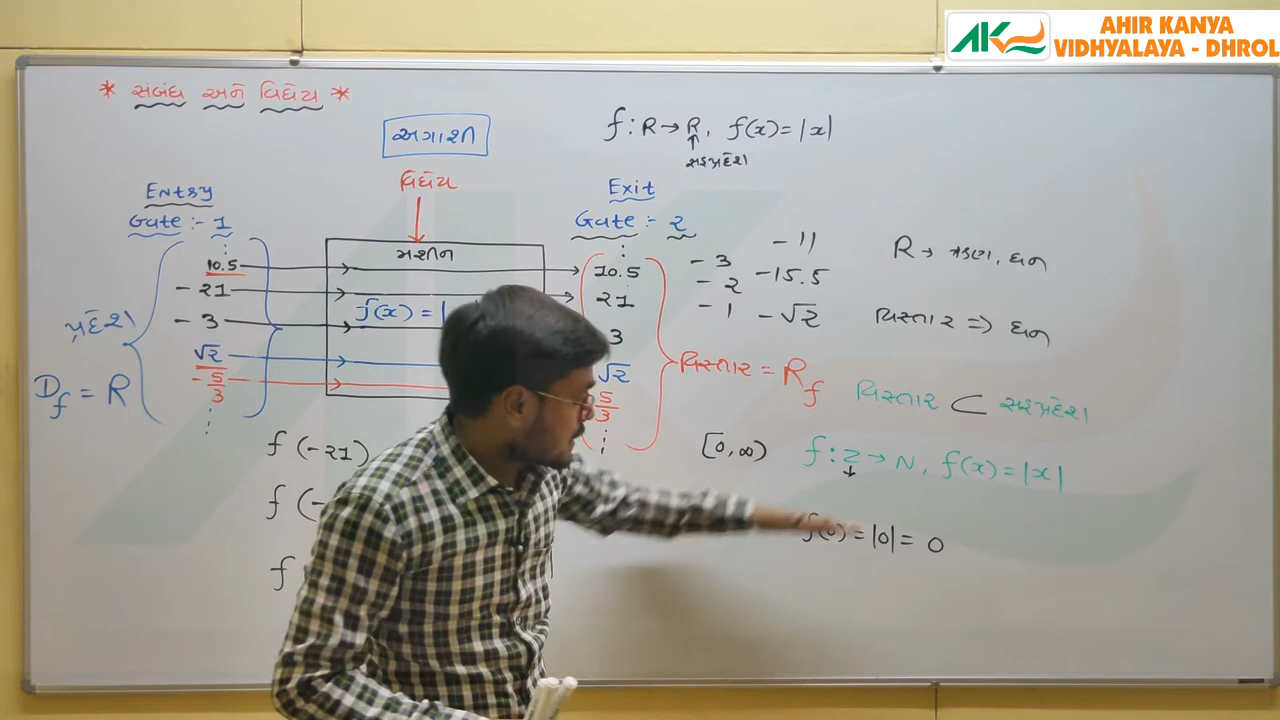 AHIR KANYA
VIDHYALAYA - DHROL
* સંબંધ અને વિધેય *
અગાશી
વિધેય
f : R → R, f(x) = |x|
↑
સહપ્રદેશ
Entry
Gate :- 1
10.5
- 21
- 3
√2
- 5/3
પ્રદેશ
D_f = R
મશીન
f(x) = |
Exit
Gate :- 2
10.5
21
3
√2
5/3
વિસ્તાર = R_f
- 3
- 2
- 1
- 11
- 15.5
- √2
R → ઋણ, ધન
વિસ્તાર => ધન
વિસ્તાર ⊂ સહપ્રદેશ
[0, ∞)
f : Z → N, f(x) = |x|
f(0) = |0| = 0
f (-21)
f (-
f